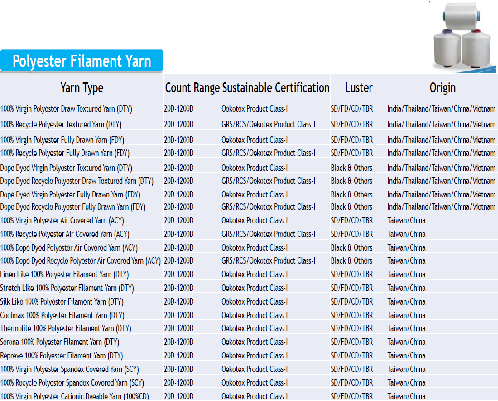 Polyester Filament Yarn
Yarn Type Count Range Sustainable Certification Luster Origin
100% Virgin Polyester Draw Textured Yarn (DTY) 20D-1200D Oekotex Product Class-I SD/FD/CD/TBR India/Thailand/Taiwan/China/Vietnam
100% Recycle Polyester Textured Yarn (DTY) 20D-1200D GRS/RCS/Oekotex Product Class-I SD/FD/CD/TBR India/Thailand/Taiwan/China/Vietnam
100% Virgin Polyester Fully Drawn Yarn (FDY) 20D-1200D Oekotex Product Class-I SD/FD/CD/TBR India/Thailand/Taiwan/China/Vietnam
100% Recycle Polyester Fully Drawn Yarn (FDY) 20D-1200D GRS/RCS/Oekotex Product Class-I SD/FD/CD/TBR India/Thailand/Taiwan/China/Vietnam
Dope Dyed Virgin Polyester Textured Yarn (DTY) 20D-1200D Oekotex Product Class-I Black & Others India/Thailand/Taiwan/China/Vietnam
Dope Dyed Recycle Polyester Draw Textured Yarn (DTY) 20D-1200D GRS/RCS/Oekotex Product Class-I Black & Others India/Thailand/Taiwan/China/Vietnam
Dope Dyed Virgin Polyester Fully Drawn Yarn (FDY) 20D-1200D Oekotex Product Class-I Black & Others India/Thailand/Taiwan/China/Vietnam
Dope Dyed Recycle Polyester Fully Drawn Yarn (FDY) 20D-1200D GRS/RCS/Oekotex Product Class-I Black & Others India/Thailand/Taiwan/China/Vietnam
100% Virgin Polyester Air Covered Yarn (ACY) 20D-1200D Oekotex Product Class-I SD/FD/CD/TBR Taiwan/China
100% Recycle Polyester Air Covered Yarn (ACY) 20D-1200D GRS/RCS/Oekotex Product Class-I SD/FD/CD/TBR Taiwan/China
100% Dope Dyed Polyester Air Covered Yarn (ACY) 20D-1200D Oekotex Product Class-I Black & Others Taiwan/China
100% Dope Dyed Recycle Polyester Air Covered Yarn (ACY) 20D-1200D GRS/RCS/Oekotex Product Class-I Black & Others Taiwan/China
Linen Like 100% Polyester Filament Yarn (DTY) 20D-1200D Oekotex Product Class-I SD/FD/CD/TBR Taiwan/China
Stretch Like 100% Polyester Filament Yarn (DTY) 20D-1200D Oekotex Product Class-I SD/FD/CD/TBR Taiwan/China
Silk Like 100% Polyester Filament Yarn (DTY) 20D-1200D Oekotex Product Class-I SD/FD/CD/TBR Taiwan/China
Coolmax 100% Polyester Filament Yarn (DTY) 20D-1200D Oekotex Product Class-I SD/FD/CD/TBR Taiwan/China
Thermolite 100% Polyester Filament Yarn (DTY) 20D-1200D Oekotex Product Class-I SD/FD/CD/TBR Taiwan/China
Sorona 100% Polyester Filament Yarn (DTY) 20D-1200D Oekotex Product Class-I SD/FD/CD/TBR Taiwan/China
Repreve 100% Polyester Filament Yarn (DTY) 20D-1200D Oekotex Product Class-I SD/FD/CD/TBR Taiwan/China
100% Virgin Polyester Spandex Covered Yarn (SCY) 20D-1200D Oekotex Product Class-I SD/FD/CD/TBR Taiwan/China
100% Recycle Polyester Spandex Covered Yarn (SCY) 20D-1200D Oekotex Product Class-I SD/FD/CD/TBR Taiwan/China
100% Virgin Polyester Cationic Dyeable Yarn (100%CD) 20D-1200D Oekotex Product Class-I SD/FD/CD/TBR Taiwan/China